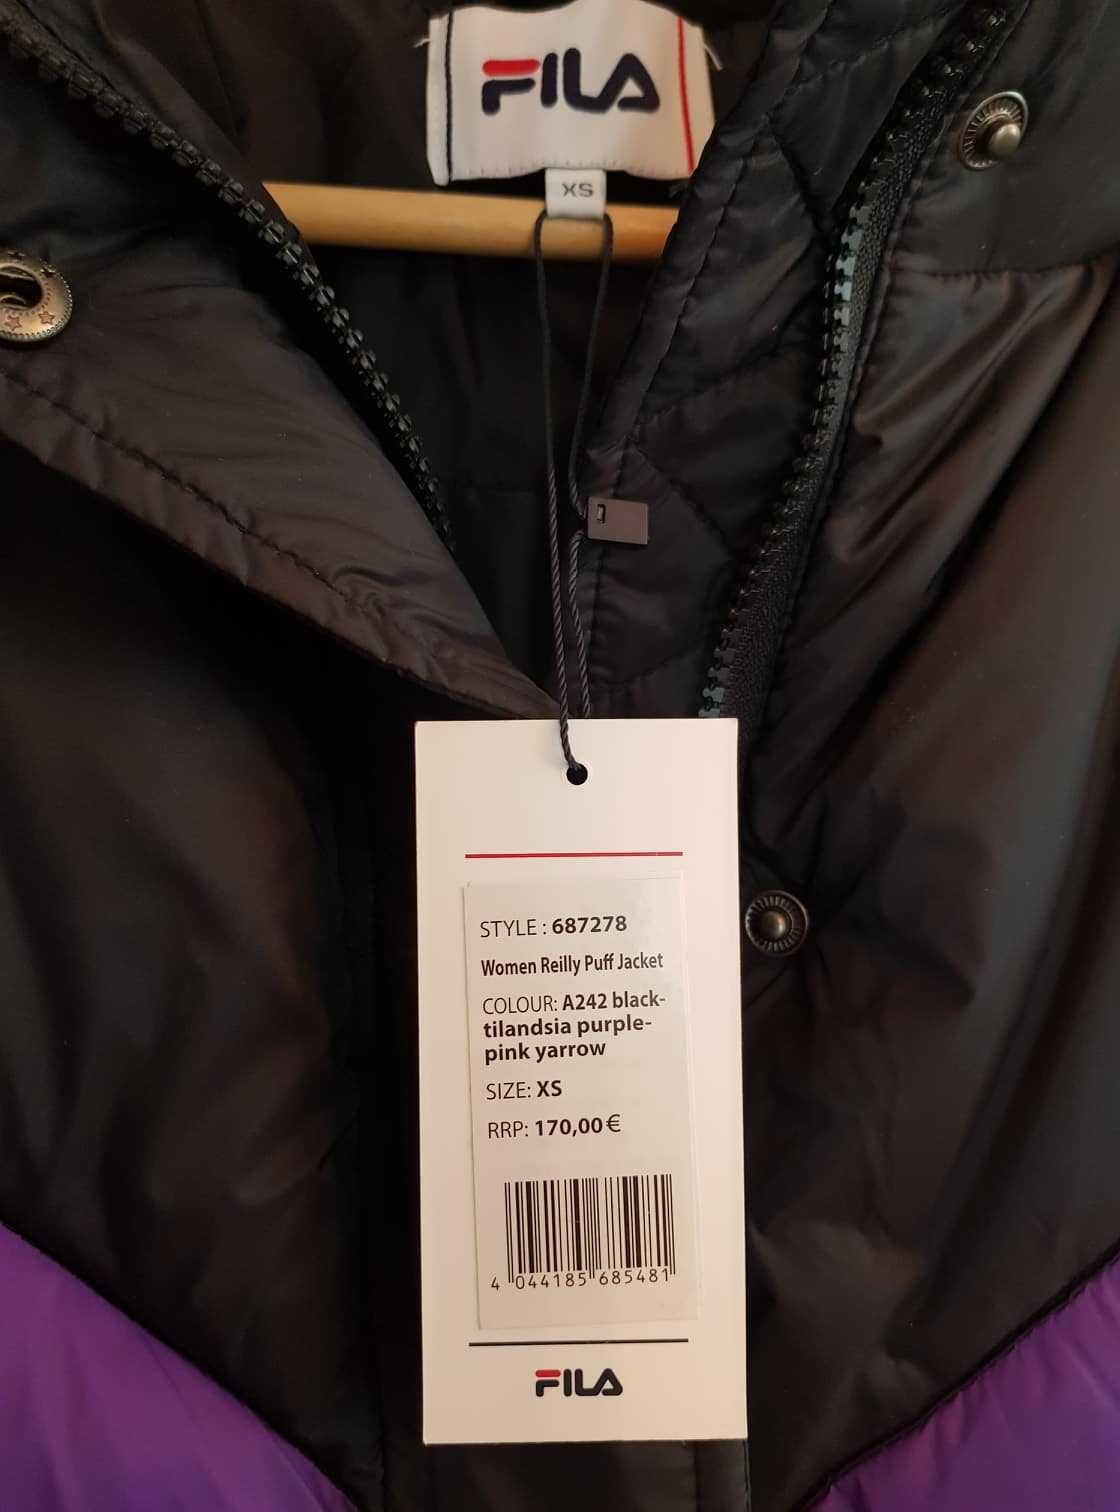 FILA
XS
STYLE : 687278
Women Reilly Puff Jacket
COLOUR: A242 black-
tilandsia purple-
pink yarrow
SIZE: XS
RRP: 170,00€
4 044185 685481
FILA